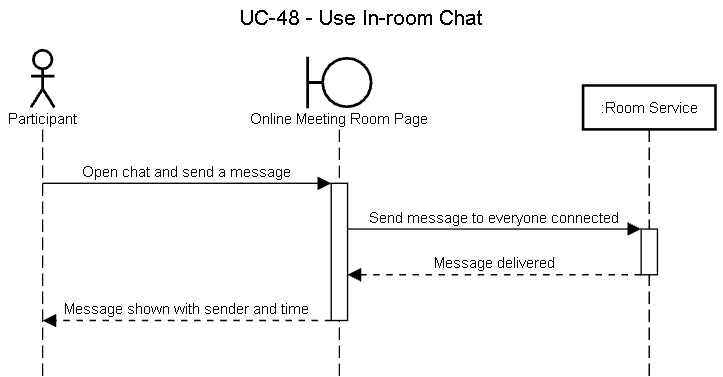 UC-48 - Use In-room Chat
Participant
Online Meeting Room Page
:Room Service
Open chat and send a message
Send message to everyone connected
Message delivered
Message shown with sender and time